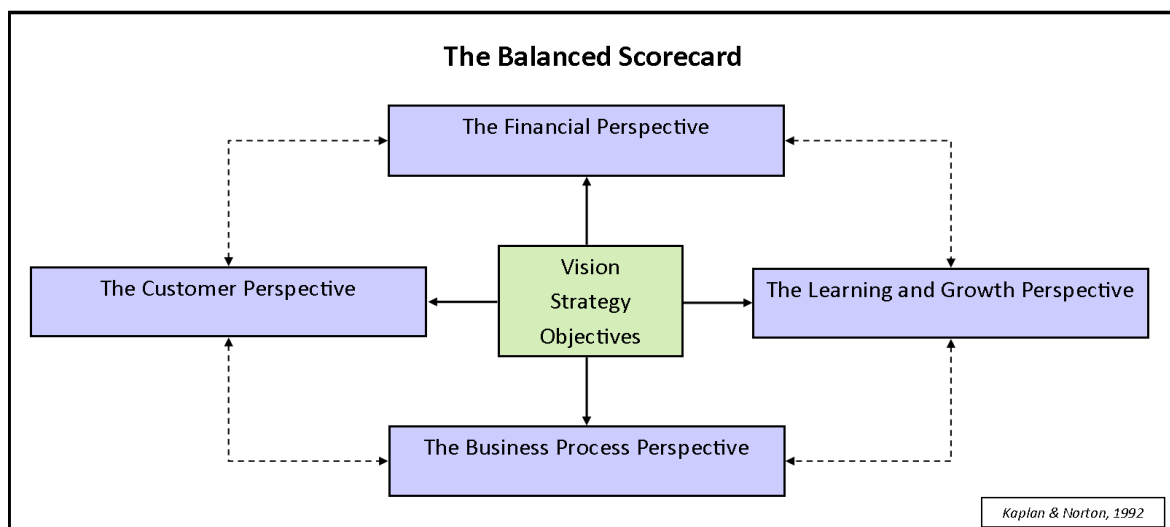 The Balanced Scorecard
The Financial Perspective
The Customer Perspective
Vision
Strategy
Objectives
The Learning and Growth Perspective
The Business Process Perspective
Kaplan & Norton, 1992